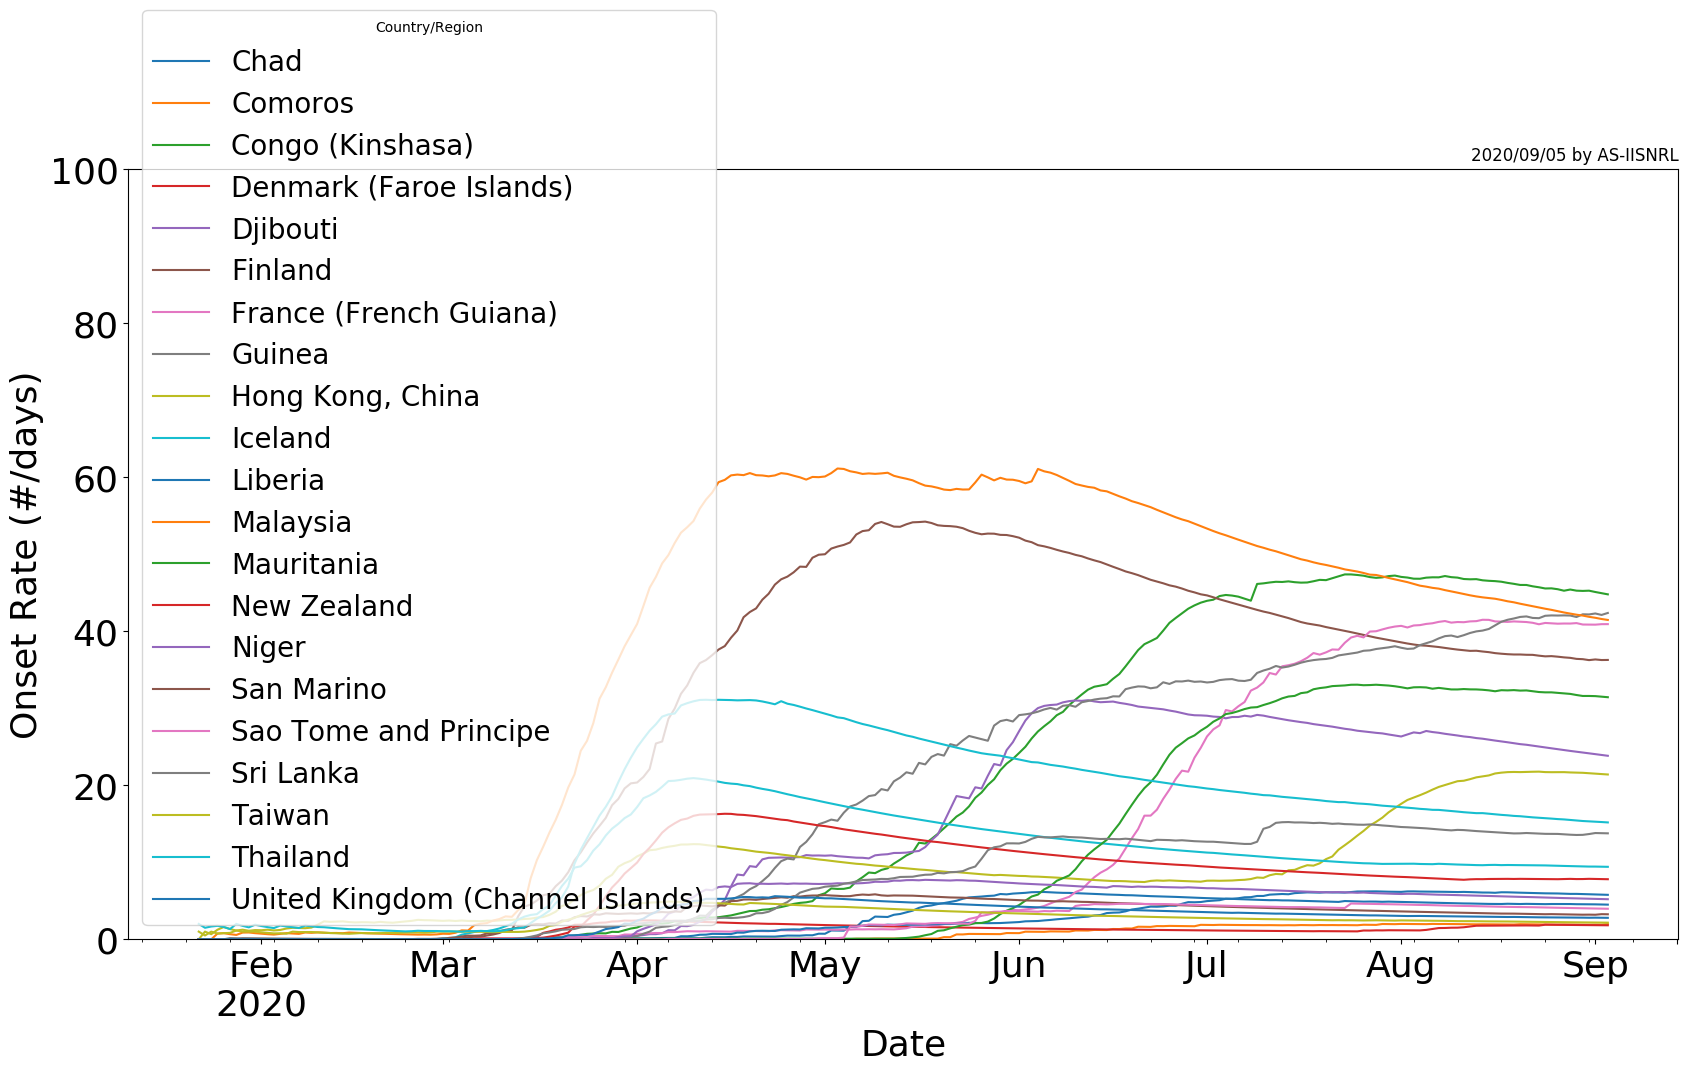 Country/Region
Chad
Comoros
Congo (Kinshasa)
Denmark (Faroe Islands)
Djibouti
Finland
France (French Guiana)
Guinea
Hong Kong, China
Iceland
Liberia
Malaysia
Mauritania
New Zealand
Niger
San Marino
Sao Tome and Principe
Sri Lanka
Taiwan
Thailand
United Kingdom (Channel Islands)
2020/09/05 by AS-IISNRL
100
80
60
40
20
0
Onset Rate (#/days)
Feb Mar Apr May Jun Jul Aug Sep
2020
Date